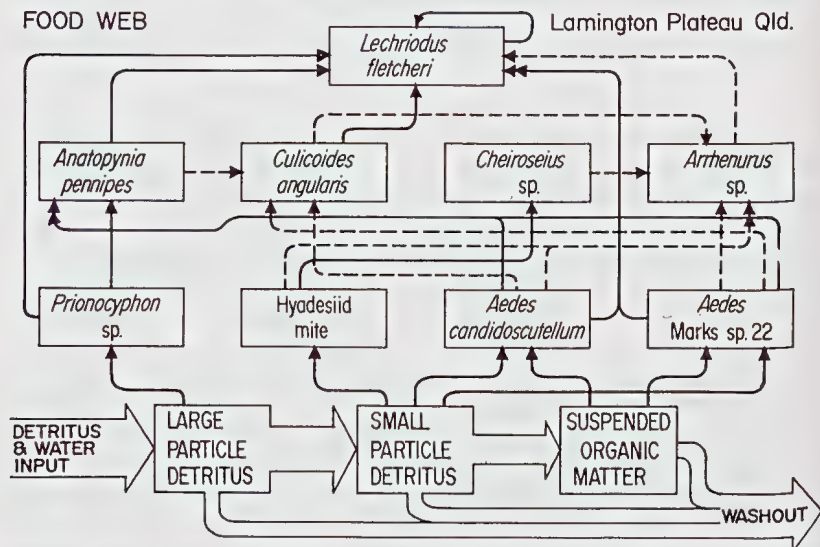 FOOD WEB
Lamington Plateau Qld.
Lechriodus
fletcheri
Anatopynia
pennipes
Culicoides
angularis
Cheiroseius
sp.
Arrhenurus
sp.
Prionocyphon
sp.
Hyadesiid
mite
Aedes
candidoscutellum
Aedes
Marks sp. 22
DETRITUS
& WATER
INPUT
LARGE
PARTICLE
DETRITUS
SMALL
PARTICLE
DETRITUS
SUSPENDED
ORGANIC
MATTER
WASHOUT